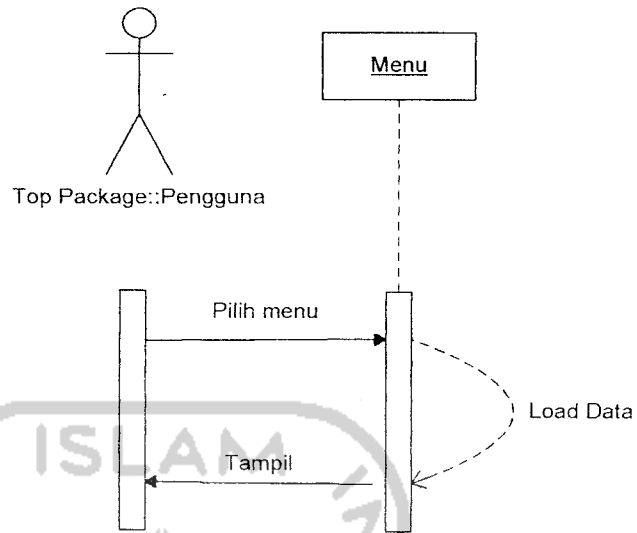 Menu
Top Package::Pengguna
Pilih menu
Load Data
ISLAM
Tampil